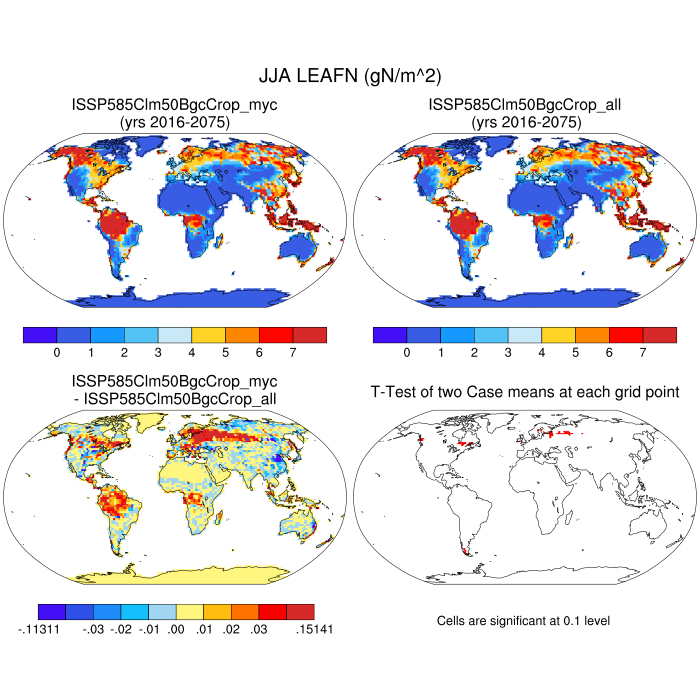 JJA LEAFN (gN/m^2)
ISSP585Clm50BgcCrop_myc
(yrs 2016-2075)
ISSP585Clm50BgcCrop_all
(yrs 2016-2075)
0 1 2 3 4 5 6 7
0 1 2 3 4 5 6 7
ISSP585Clm50BgcCrop_myc
- ISSP585Clm50BgcCrop_all
T-Test of two Case means at each grid point
-.11311 -.03 -.02 -.01 .00 .01 .02 .03 .15141
Cells are significant at 0.1 level